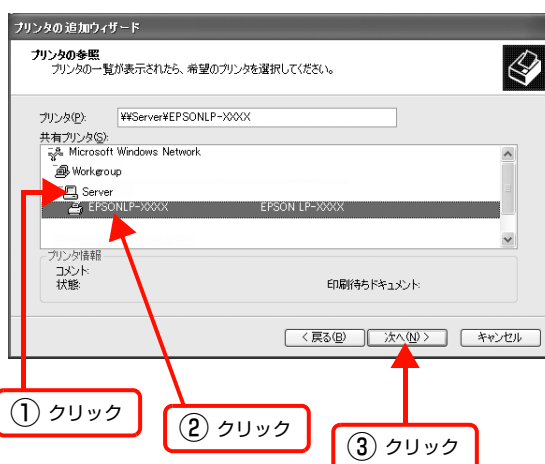 プリンタの追加ウィザード
プリンタの参照
プリンタの一覧が表示されたら、希望のプリンタを選択してください。
プリンタ(P): ¥¥Server¥EPSONLP-XXXX
共有プリンタ(S):
Microsoft Windows Network
Workgroup
Server
EPSONLP-XXXX EPSON LP-XXXX
プリンタ情報
コメント:
状態: 印刷待ちドキュメント:
< 戻る(B) 次へ(N) > キャンセル
① クリック
② クリック
③ クリック